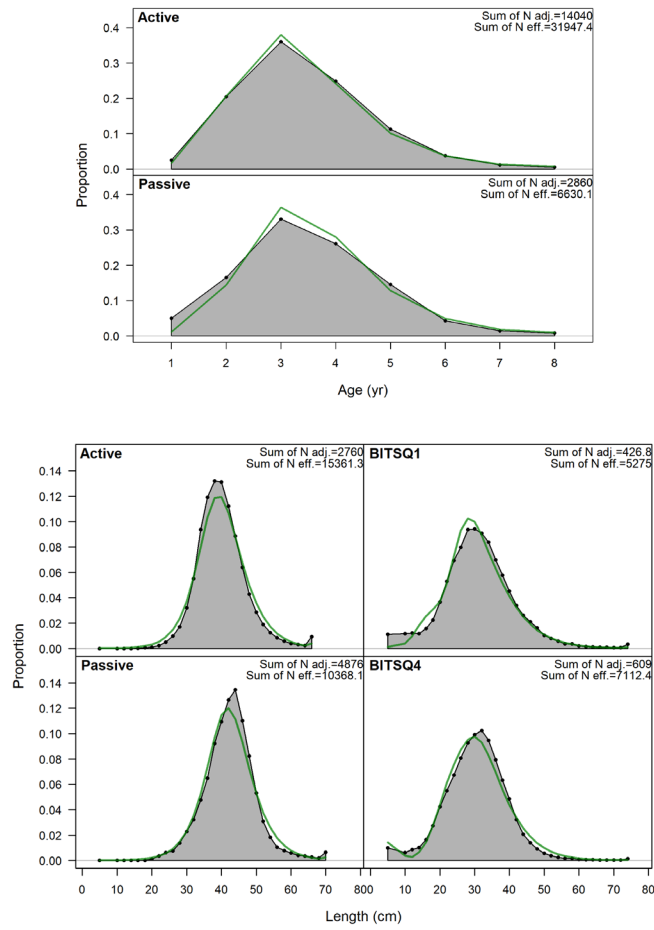 Active
Sum of N adj.=14040
Sum of N eff.=31947.4
0.4
0.3
0.2
0.1
0.0
Passive
Sum of N adj.=2860
Sum of N eff.=6630.1
0.4
0.3
0.2
0.1
0.0
Proportion
1 2 3 4 5 6 7 8
Age (yr)
Active
Sum of N adj.=2760
Sum of N eff.=15361.3
BITSQ1
Sum of N adj.=426.8
Sum of N eff.=5275
0.14
0.12
0.10
0.08
0.06
0.04
0.02
0.00
Passive
Sum of N adj.=4876
Sum of N eff.=10368.1
BITSQ4
Sum of N adj.=609
Sum of N eff.=7112.4
0.14
0.12
0.10
0.08
0.06
0.04
0.02
0.00
Proportion
0 10 20 30 40 50 60 70 80 0 10 20 30 40 50 60 70 80
Length (cm)